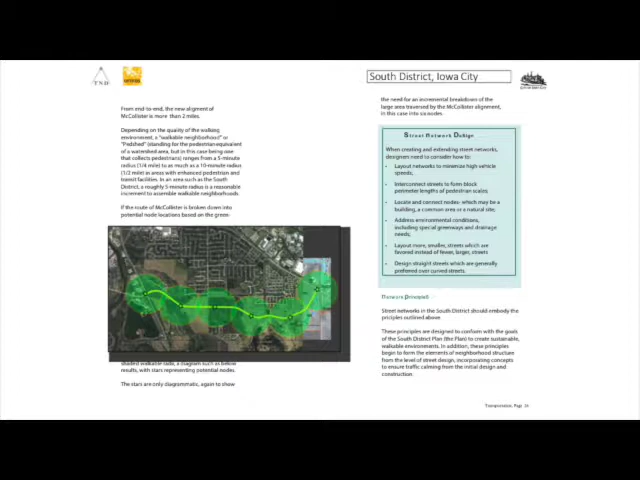 TND
South District, Iowa City
From end-to-end, the new aligment of
McCollister is more than 2 miles.
Depending on the quality of the walking
environment, a "walkable neighborhood" or
"Pedshed" (standing for the pedestrian equivalent
of a watershed area, but in this case being one
that collects pedestrians) ranges from a 5-minute
radius (1/4 mile) to as much as a 10-minute radius
(1/2 mile) in areas with enhanced pedestrian and
transit facilities. In an area such as the South
District, a roughly 5-minute radius is a reasonable
increment to assemble walkable neighborhoods.
If the route of McCollister is broken down into
potential node locations based on the green-
shaded walkable radii, a diagram such as below
results, with stars representing potential nodes.
The stars are only diagrammatic, again to show
the need for an incremental breakdown of the
large area traversed by the McCollister alignment,
in this case into six nodes.
Street Network Design
When creating and extending street networks,
designers need to consider how to:
• Layout networks to minimize high vehicle
speeds;
• Interconnect streets to form block
perimeter lengths of pedestrian scale;
• Locate and connect nodes: which may be a
building, a common area or a natural site;
• Address environmental conditions,
including special greenways and drainage
needs;
• Layout more, smaller, streets which are
favored instead of fewer, larger, streets
• Design straight streets which are generally
preferred over curved streets.
Street networks in the South District should embody the
priciples outlined above
These principles are designed to conform with the goals
of the South District Plan (the Plan) to create sustainable,
walkable environments. In addition, these principles
begin to form the elements of neighborhood structure
from the level of street design, incorporating concepts
to ensure traffic calming from the initial design and
construction.